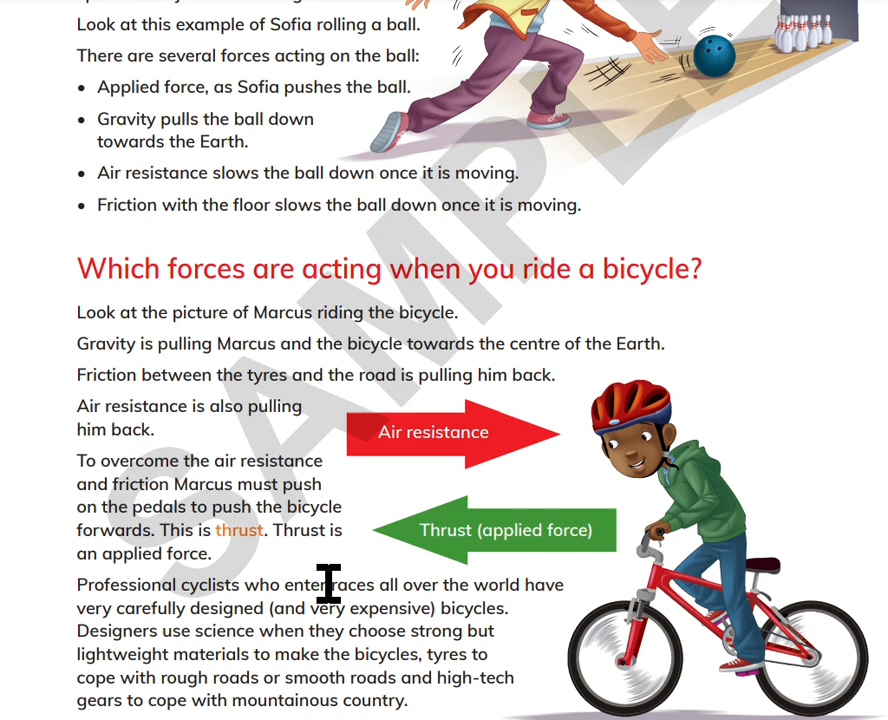 Look at this example of Sofia rolling a ball.
There are several forces acting on the ball:
• Applied force, as Sofia pushes the ball.
• Gravity pulls the ball down
towards the Earth.
• Air resistance slows the ball down once it is moving.
• Friction with the floor slows the ball down once it is moving.
Which forces are acting when you ride a bicycle?
Look at the picture of Marcus riding the bicycle.
Gravity is pulling Marcus and the bicycle towards the centre of the Earth.
Friction between the tyres and the road is pulling him back.
Air resistance is also pulling
him back.
Air resistance
To overcome the air resistance
and friction Marcus must push
on the pedals to push the bicycle
forwards. This is thrust. Thrust is
an applied force.
Thrust (applied force)
Professional cyclists who enter races all over the world have
very carefully designed (and very expensive) bicycles.
Designers use science when they choose strong but
lightweight materials to make the bicycles, tyres to
cope with rough roads or smooth roads and high-tech
gears to cope with mountainous country.
SAMPLE